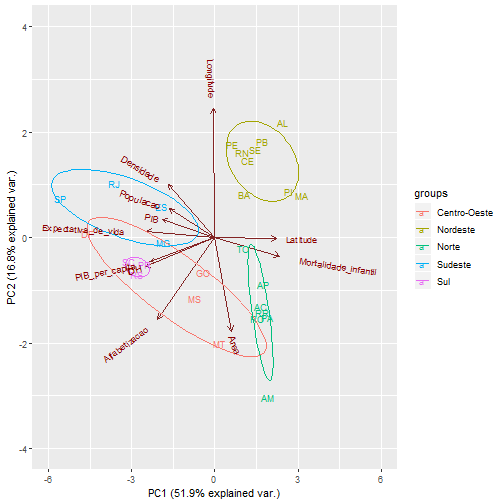 4
2
0
-2
-4
-6
-3
0
3
6
PC2 (16.8% explained var.)
PC1 (51.9% explained var.)
Longitude
Densidade
Populacao
PIB
Expectativa_de_vida
PIB_per_capita
Alfabetizacao
Area
Latitude
Mortalidade_infantil
AL
PE
PB
RN
SE
CE
BA
PI
MA
SP
RJ
ES
MG
GO
MS
MT
TO
AP
AC
RR
RO
PA
AM
groups
a Centro-Oeste
a Nordeste
a Norte
a Sudeste
a Sul